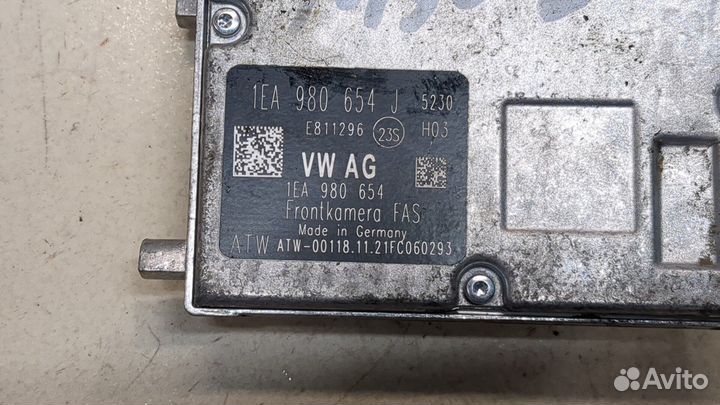 1EA 980 654 J 5230
E811296 23S H03
VW AG
1EA 980 654
Frontkamera FAS
Made in Germany
ATW ATW-00118.11.21FC060293
Avito